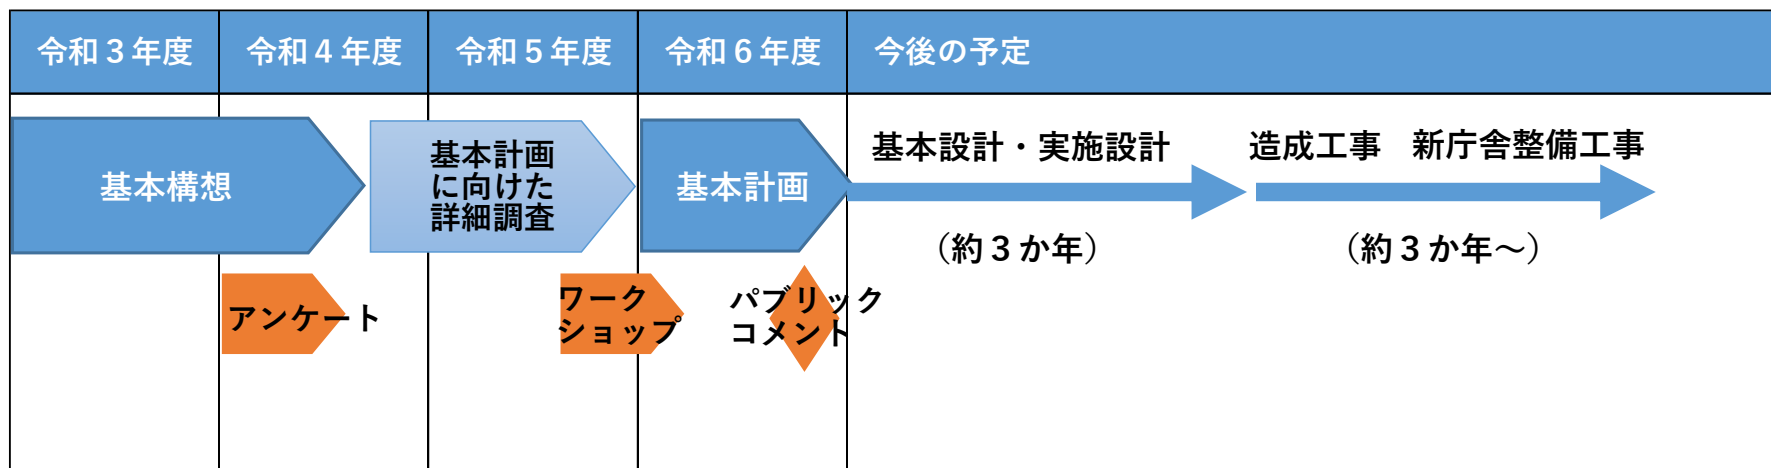 令和３年度
令和４年度
令和５年度
令和６年度
今後の予定
基本構想
基本計画
に向けた
詳細調査
基本計画
基本設計・実施設計
造成工事　新庁舎整備工事
（約３か年）
（約３か年～）
アンケート
ワーク
ショップ
パブリック
コメント